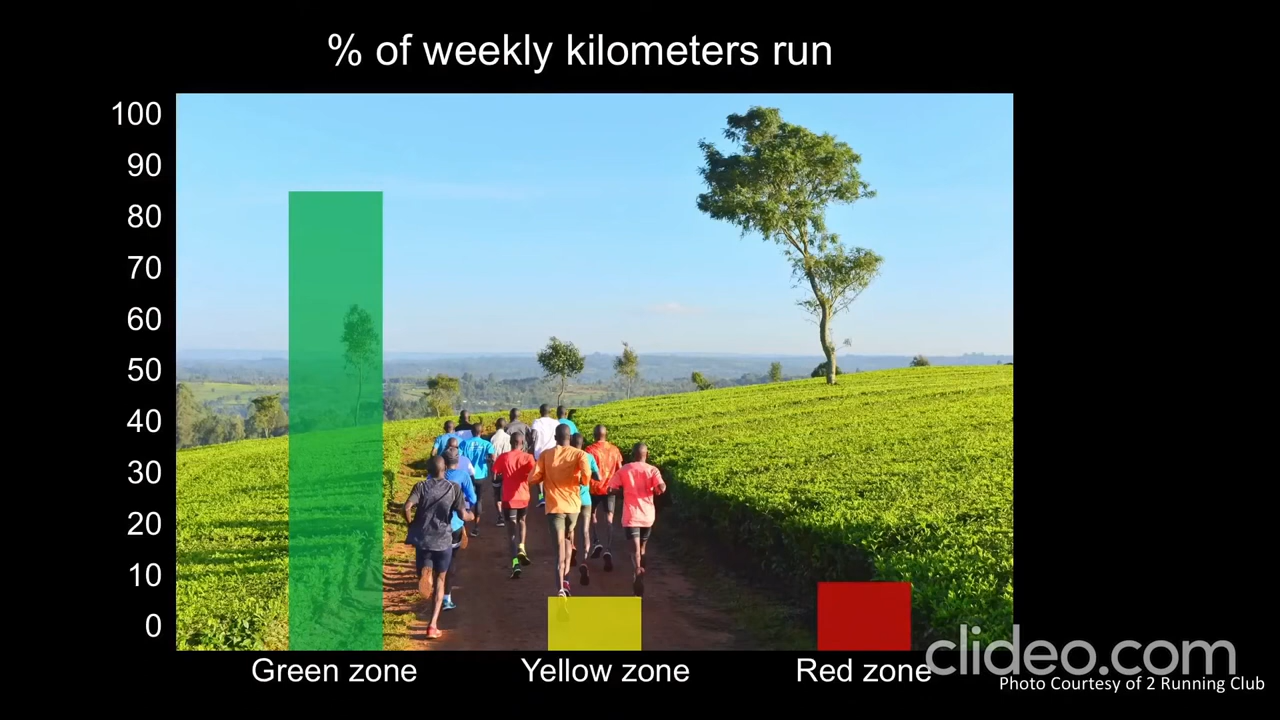 % of weekly kilometers run
100
90
80
70
60
50
40
30
20
10
0
Green zone
Yellow zone
Red zone
clideo.com
Photo Courtesy of 2 Running Club